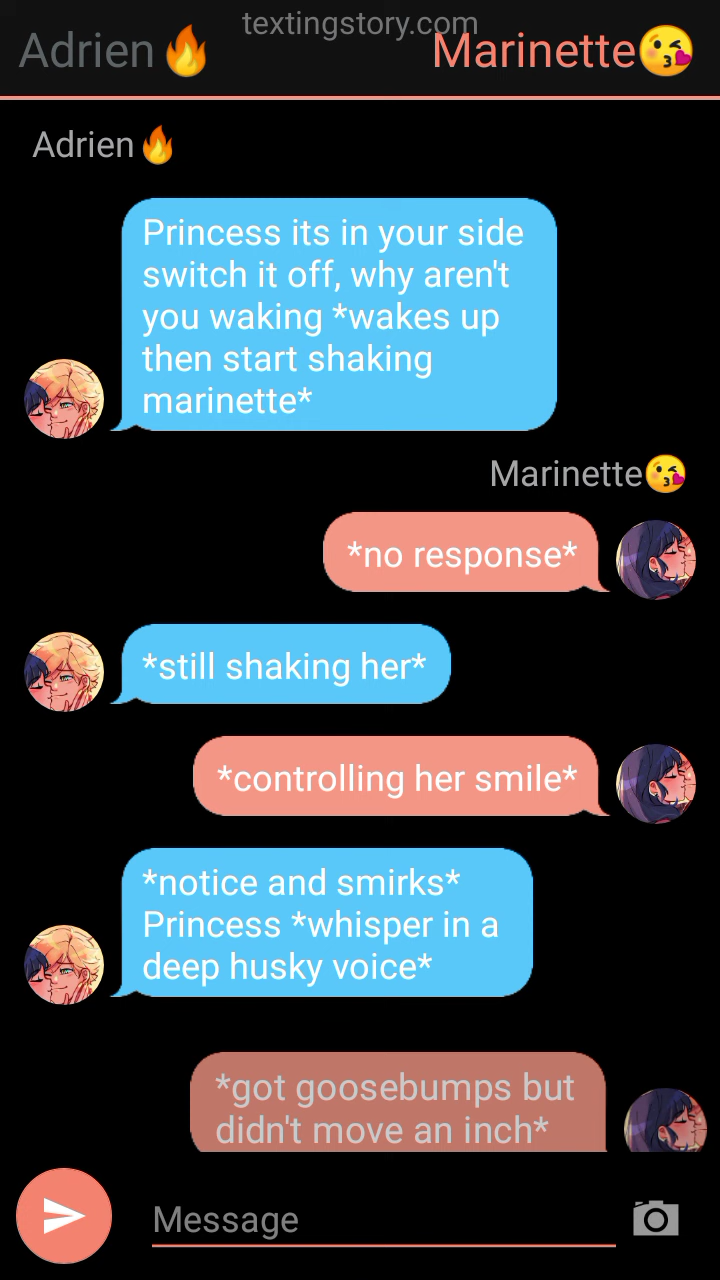 textingstory.com
Adrien🔥 Marinette😘
Adrien🔥
Princess its in your side
switch it off, why aren't
you waking *wakes up
then start shaking
marinette*
Marinette😘
*no response*
*still shaking her*
*controlling her smile*
*notice and smirks*
Princess *whisper in a
deep husky voice*
*got goosebumps but
didn't move an inch*
Message